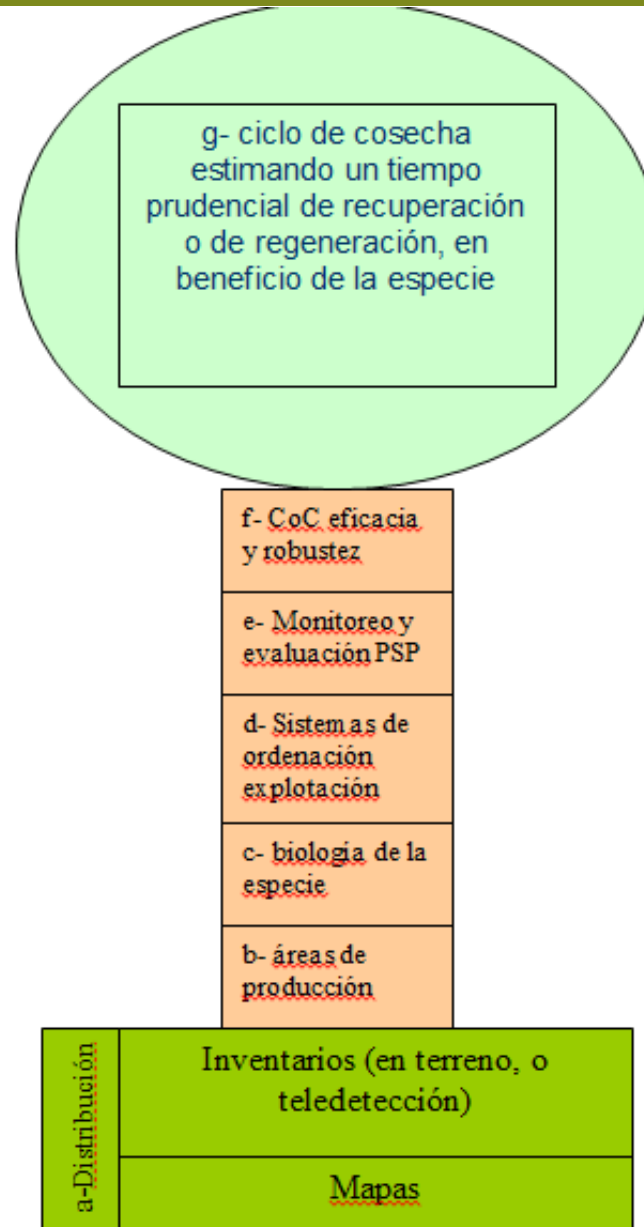 g- ciclo de cosecha
estimando un tiempo
prudencial de recuperación
o de regeneración, en
beneficio de la especie
f- CoC eficacia
y robustez
e- Monitoreo y
evaluación PSP
d- Sistemas de
ordenación
explotación
c- biología de la
especie
b- áreas de
producción
a-Distribución
Inventarios (en terreno, o
teledetección)
Mapas